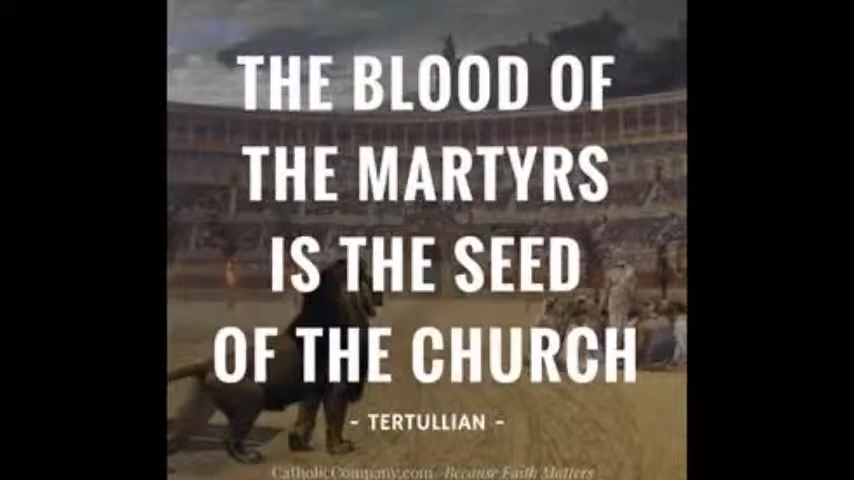 THE BLOOD OF
THE MARTYRS
IS THE SEED
OF THE CHURCH
- TERTULLIAN -
CatholicCompany.com Because Faith Matters